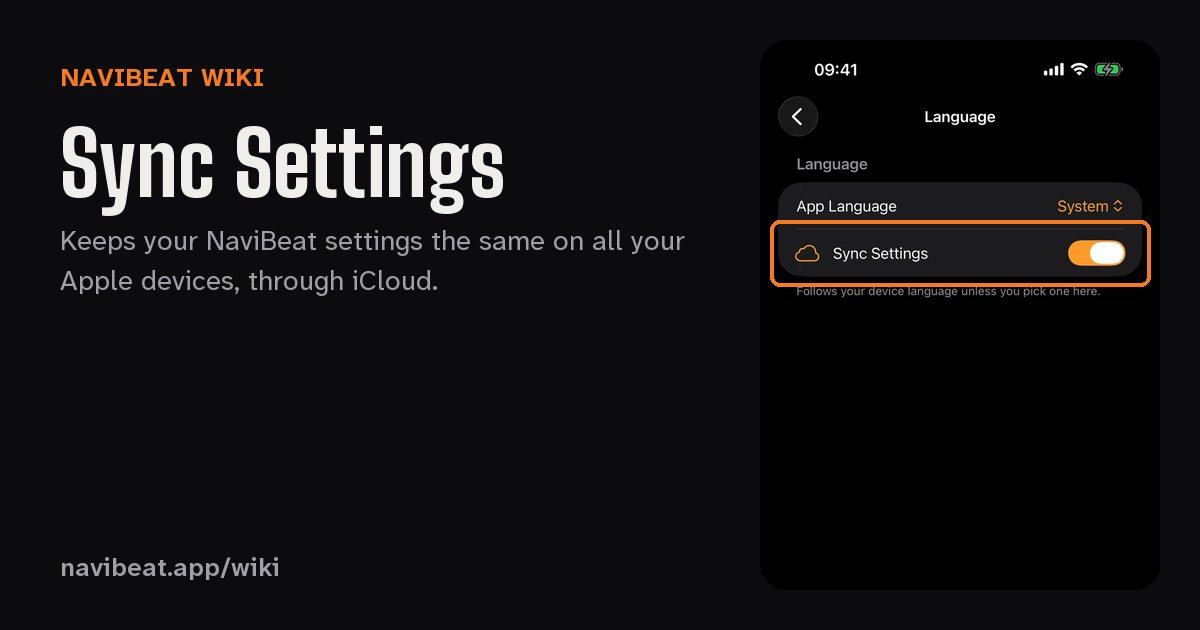 NAVIBEAT WIKI
Sync Settings
Keeps your NaviBeat settings the same on all your
Apple devices, through iCloud.
navibeat.app/wiki
09:41
Language
Language
App Language System
Sync Settings
Follows your device language unless you pick one here.